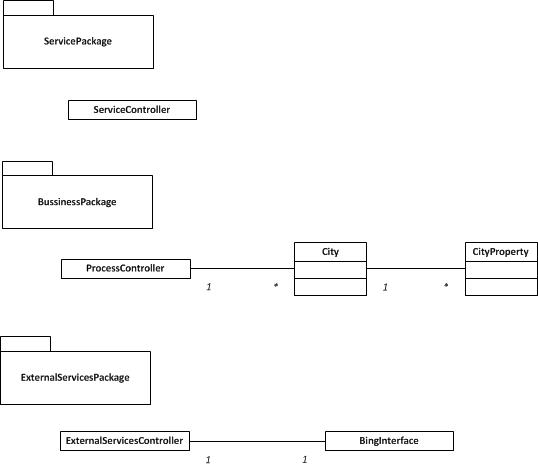 ServicePackage
ServiceController
BussinessPackage
City
CityProperty
ProcessController
1 * 1 *
ExternalServicesPackage
ExternalServicesController
BingInterface
1 1